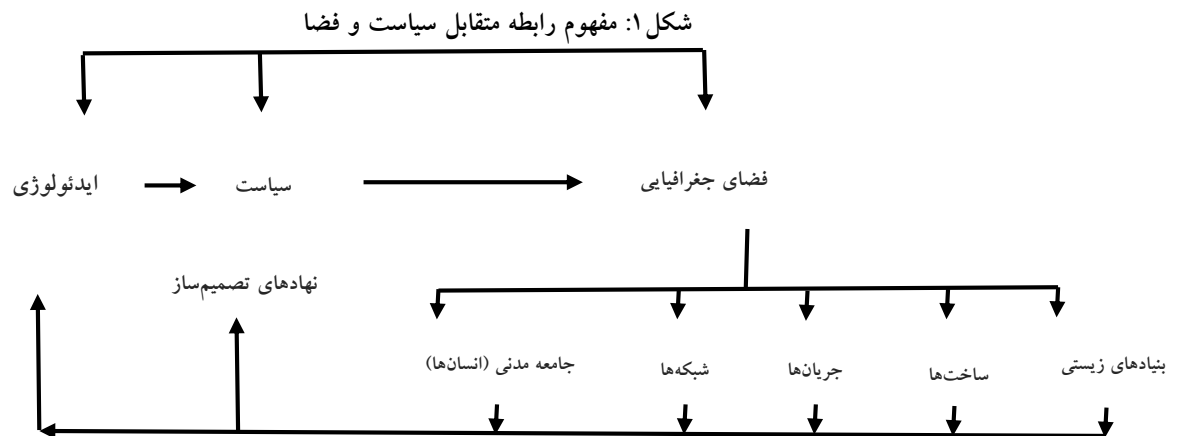 شکل۱: مفهوم رابطه متقابل سیاست و فضا
فضای جغرافیایی
سیاست
ایدئولوژی
نهادهای تصمیم‌ساز
بنیادهای زیستی
ساخت‌ها
جریان‌ها
شبکه‌ها
جامعه مدنی (انسان‌ها)